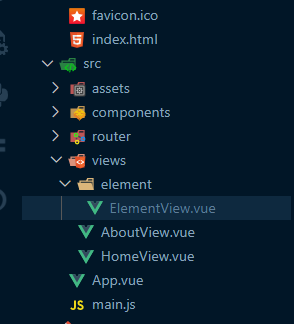 favicon.ico
index.html
src
assets
components
router
views
element
ElementView.vue
AboutView.vue
HomeView.vue
App.vue
main.js